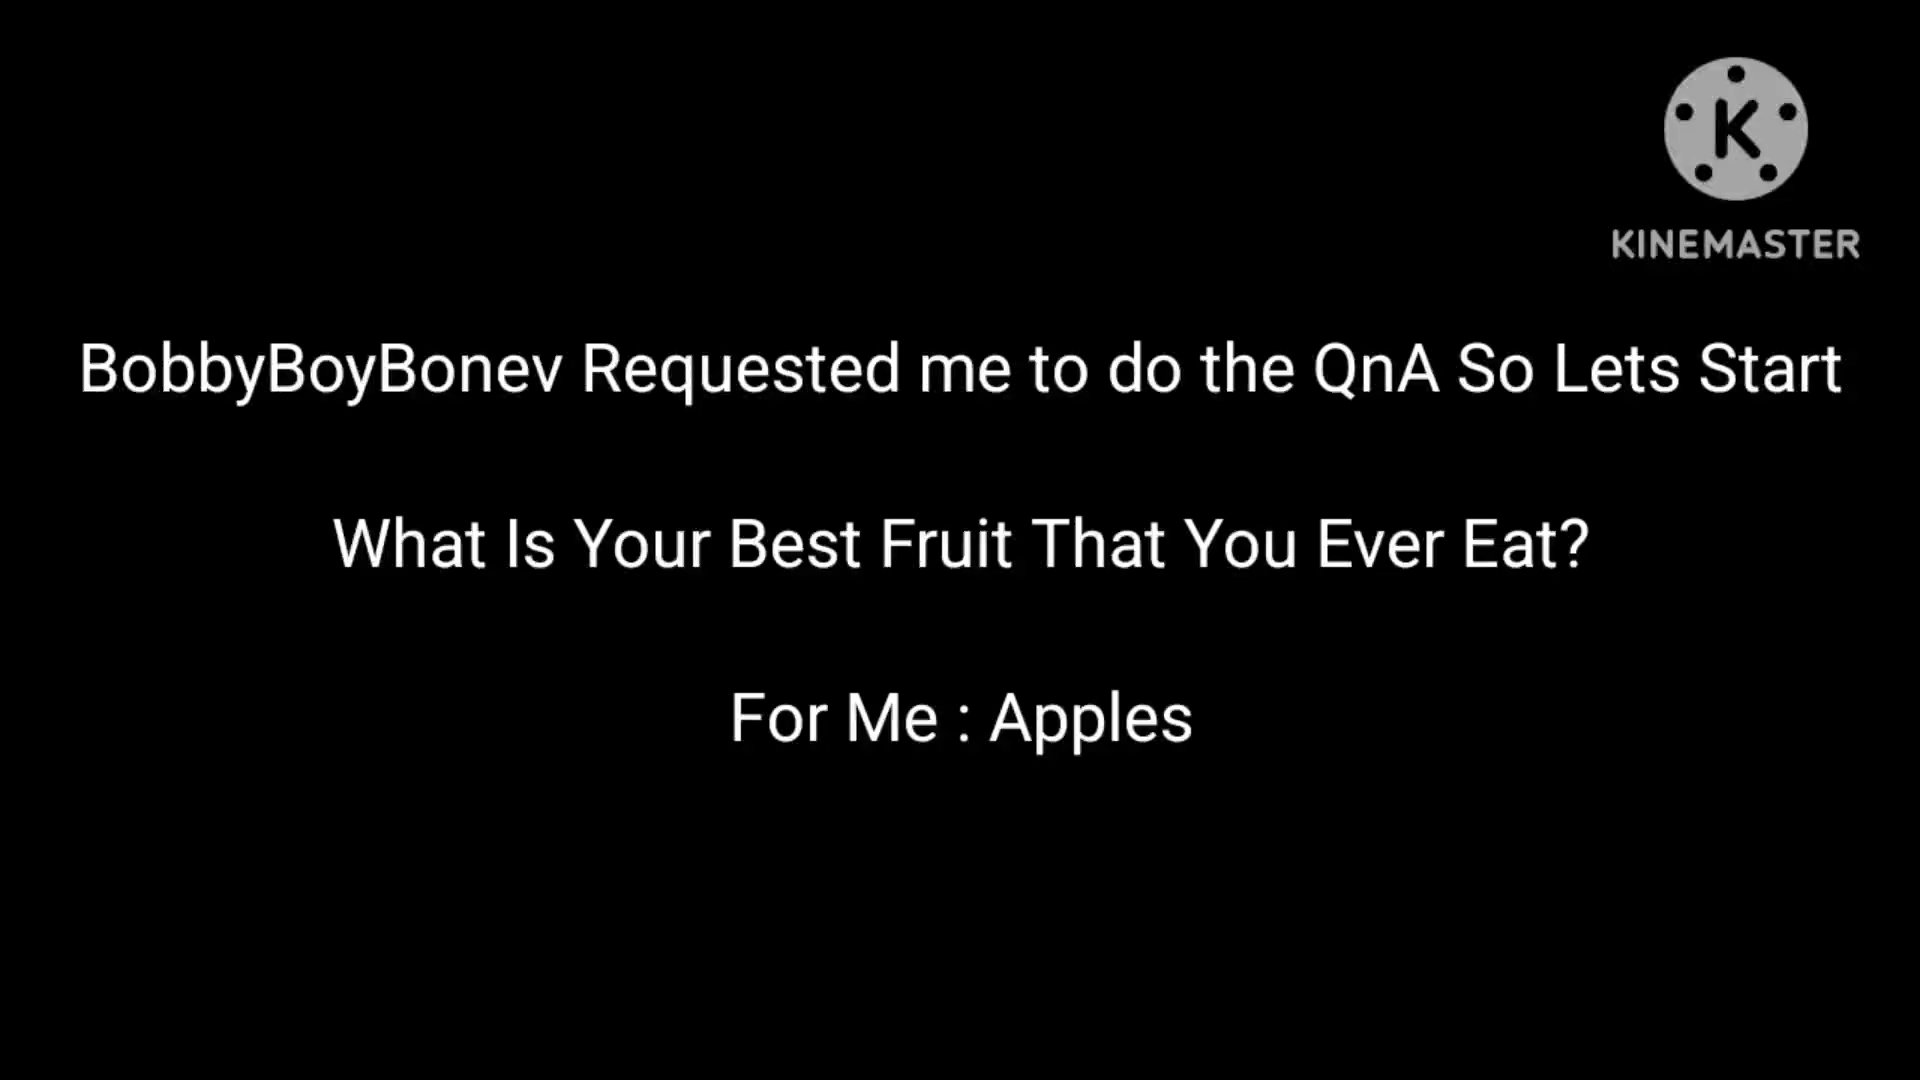 K
KINEMASTER
BobbyBoyBonev Requested me to do the QnA So Lets Start
What Is Your Best Fruit That You Ever Eat?
For Me : Apples